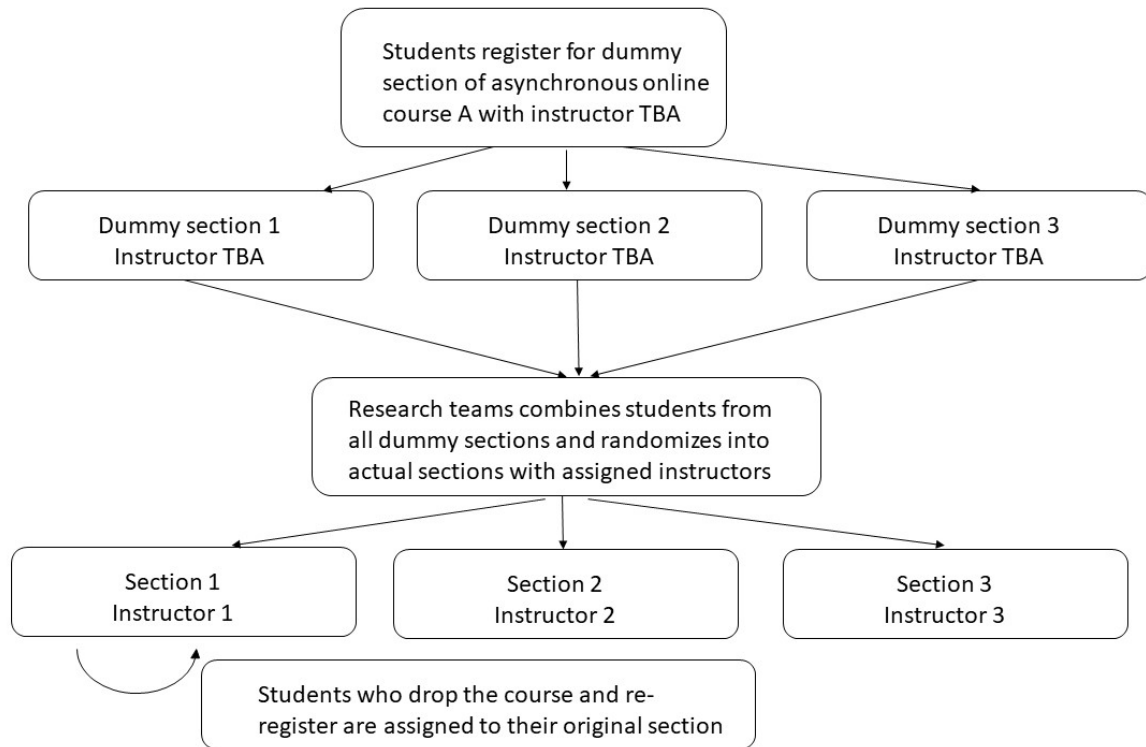 Students register for dummy
section of asynchronous online
course A with instructor TBA
Dummy section 1
Instructor TBA
Dummy section 2
Instructor TBA
Dummy section 3
Instructor TBA
Research teams combines students from
all dummy sections and randomizes into
actual sections with assigned instructors
Section 1
Instructor 1
Section 2
Instructor 2
Section 3
Instructor 3
Students who drop the course and re-
register are assigned to their original section